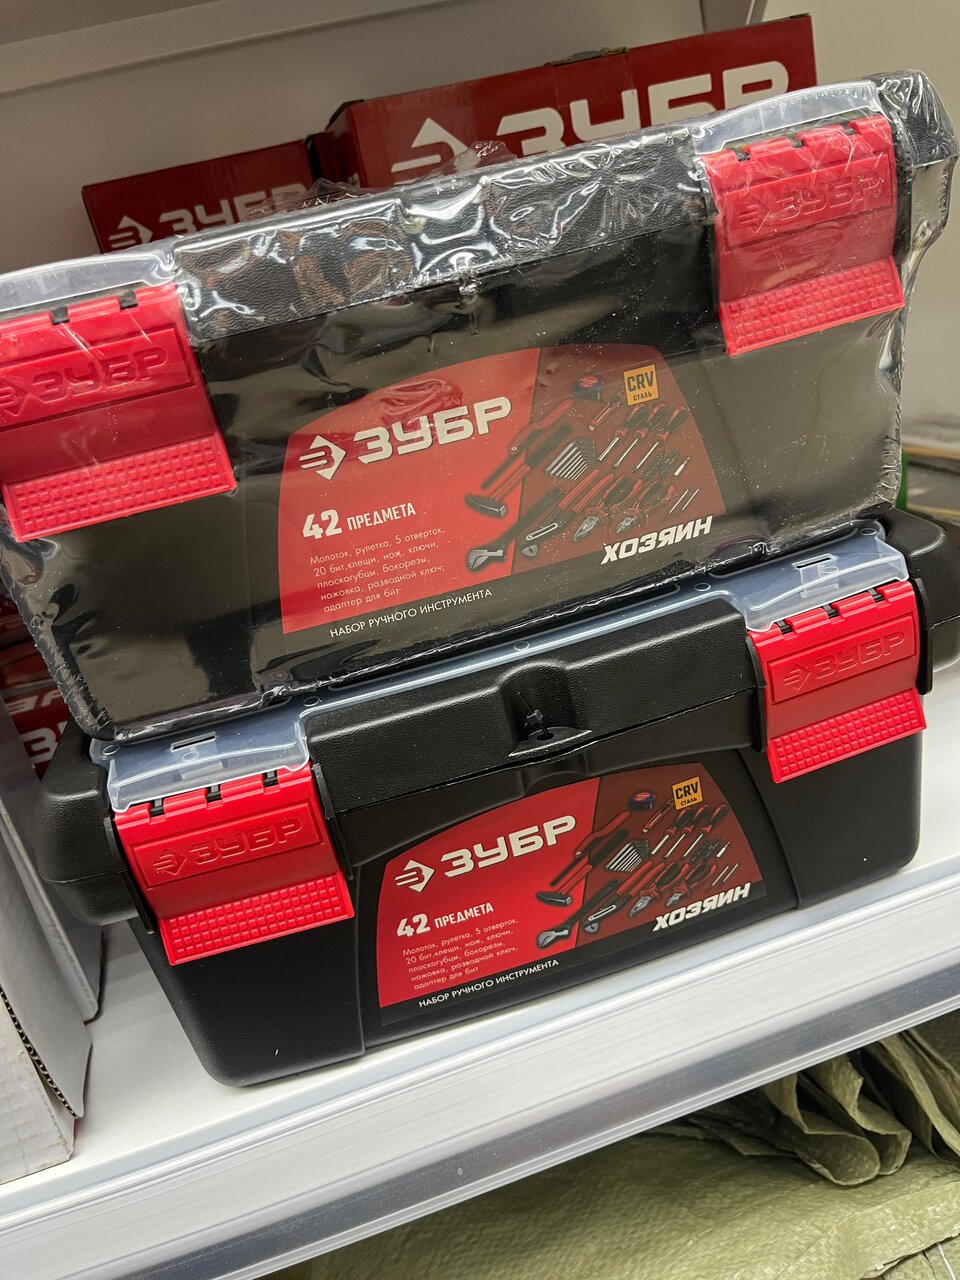 ЗУБР
ЗУБР
ЗУБР
ЗУБР
CRV
СТАЛЬ
ЗУБР
42 ПРЕДМЕТА
Молоток, рулетка, 5 отверток,
20 бит,клещи, нож, ключи,
плоскогубцы, бокорезы,
ножовка, разводной ключ,
адаптер для бит
ХОЗЯИН
НАБОР РУЧНОГО ИНСТРУМЕНТА
ЗУБР
ЗУБР
CRV
СТАЛЬ
ЗУБР
42 ПРЕДМЕТА
Молоток, рулетка, 5 отверток,
20 бит,клещи, нож, ключи,
плоскогубцы, бокорезы,
ножовка, разводной ключ,
адаптер для бит
ХОЗЯИН
НАБОР РУЧНОГО ИНСТРУМЕНТА